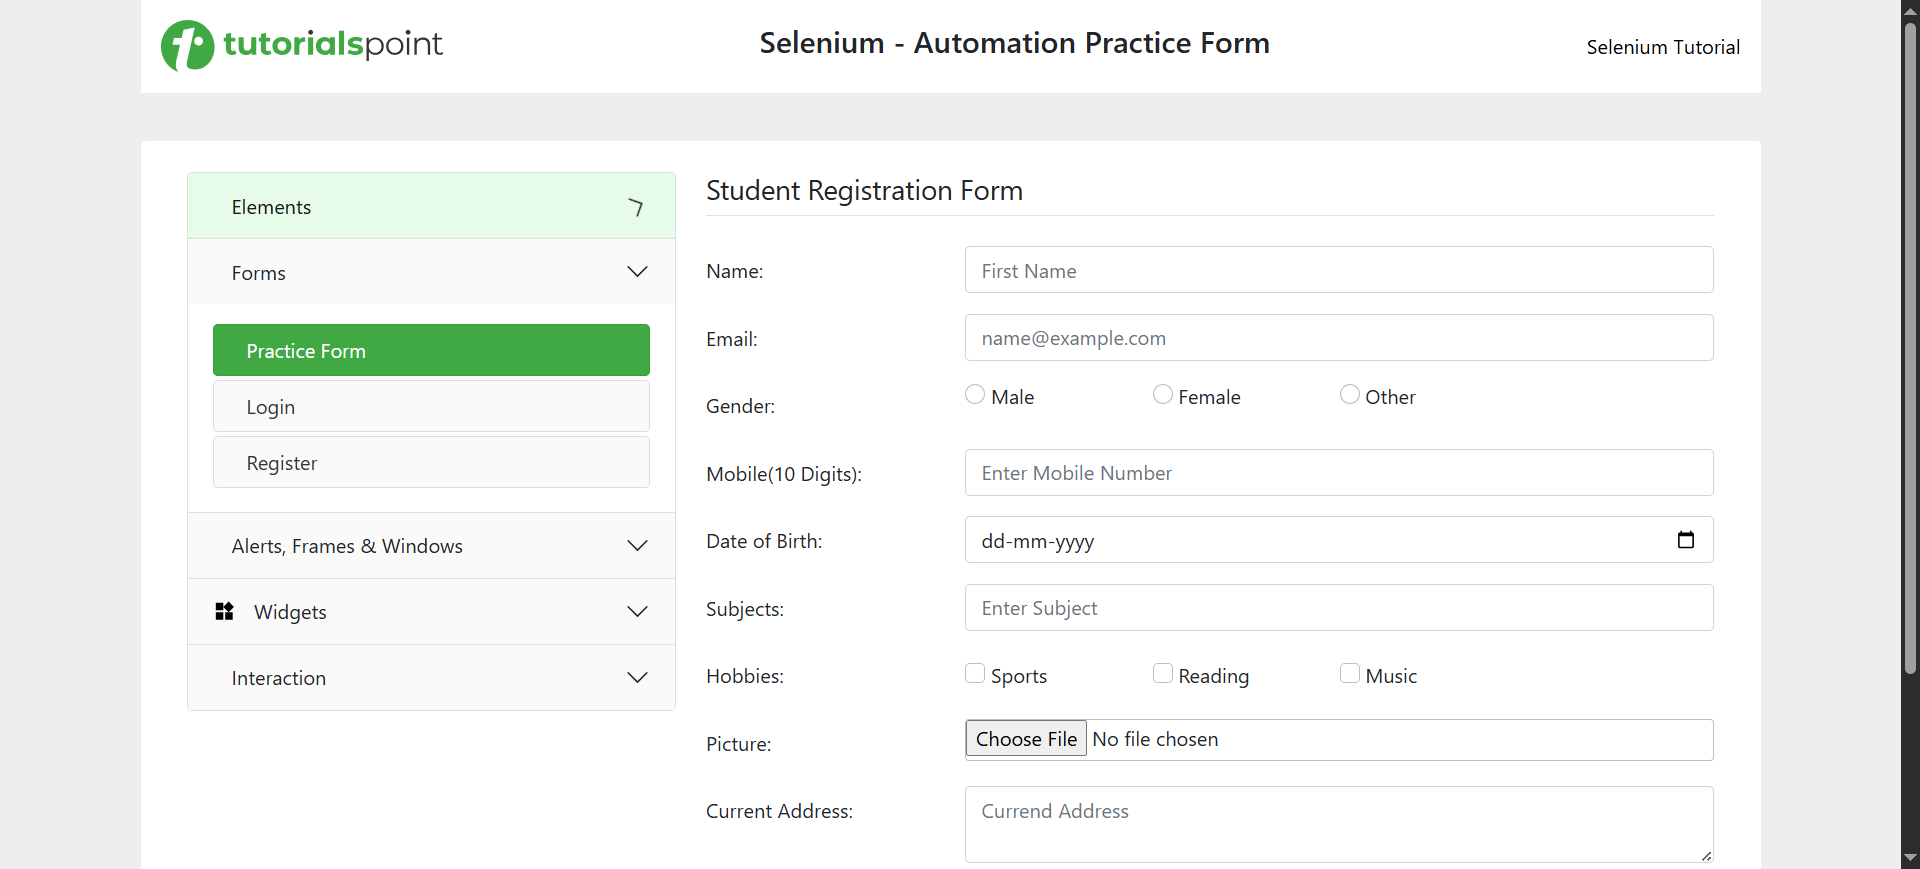 tutorialspoint
Selenium - Automation Practice Form
Selenium Tutorial
Elements
Forms
Practice Form
Login
Register
Alerts, Frames & Windows
Widgets
Interaction
Student Registration Form
Name:
First Name
Email:
name@example.com
Gender:
Male
Female
Other
Mobile(10 Digits):
Enter Mobile Number
Date of Birth:
dd-mm-yyyy
Subjects:
Enter Subject
Hobbies:
Sports
Reading
Music
Picture:
Choose File No file chosen
Current Address:
Currend Address